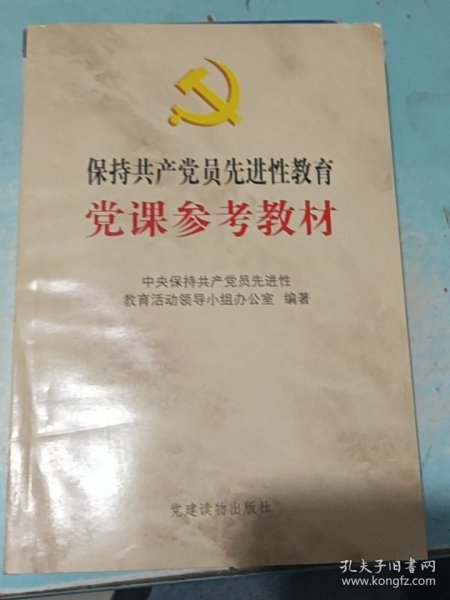 保持共产党员先进性教育
党课参考教材
中央保持共产党员先进性
教育活动领导小组办公室 编著
党建读物出版社
孔夫子旧书网
www.kongfz.com